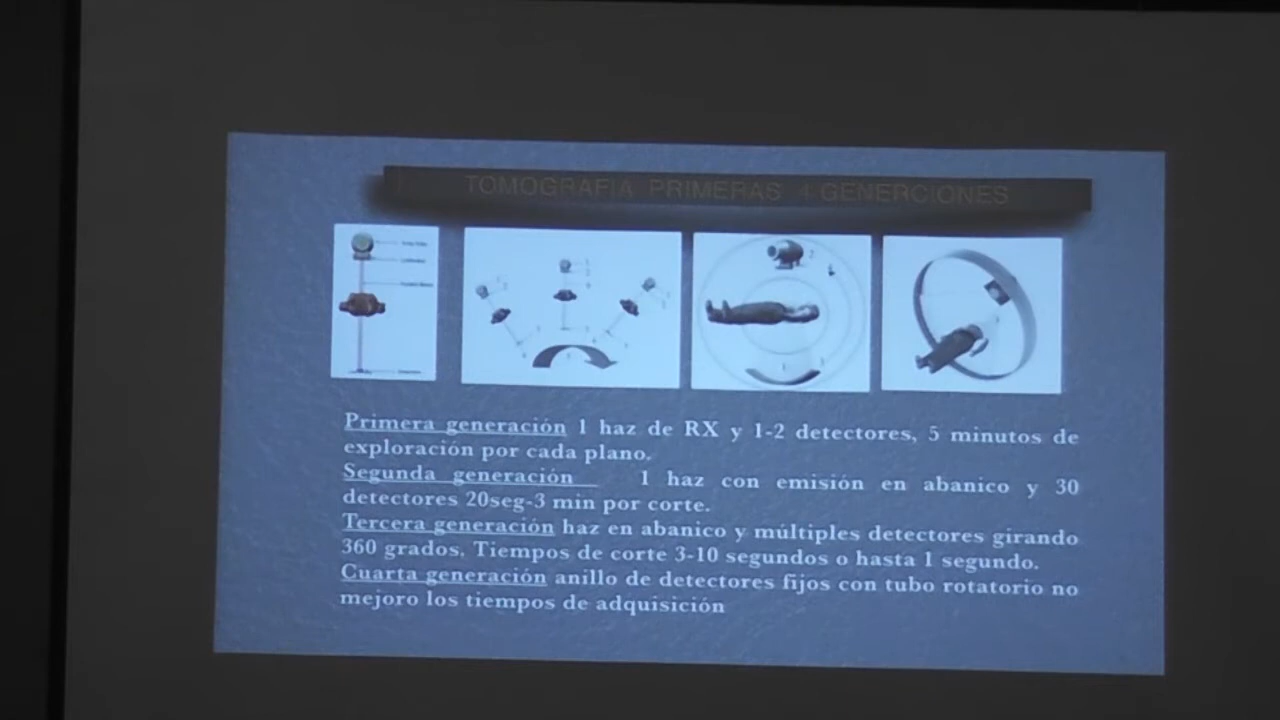 TOMOGRAFIA PRIMERAS 4 GENERCIONES
Primera generación 1 haz de RX y 1-2 detectores, 5 minutos de
exploración por cada plano.
Segunda generación 1 haz con emisión en abanico y 30
detectores 20seg-3 min por corte.
Tercera generación haz en abanico y múltiples detectores girando
360 grados. Tiempos de corte 3-10 segundos o hasta 1 segundo.
Cuarta generación anillo de detectores fijos con tubo rotatorio no
mejoro los tiempos de adquisición